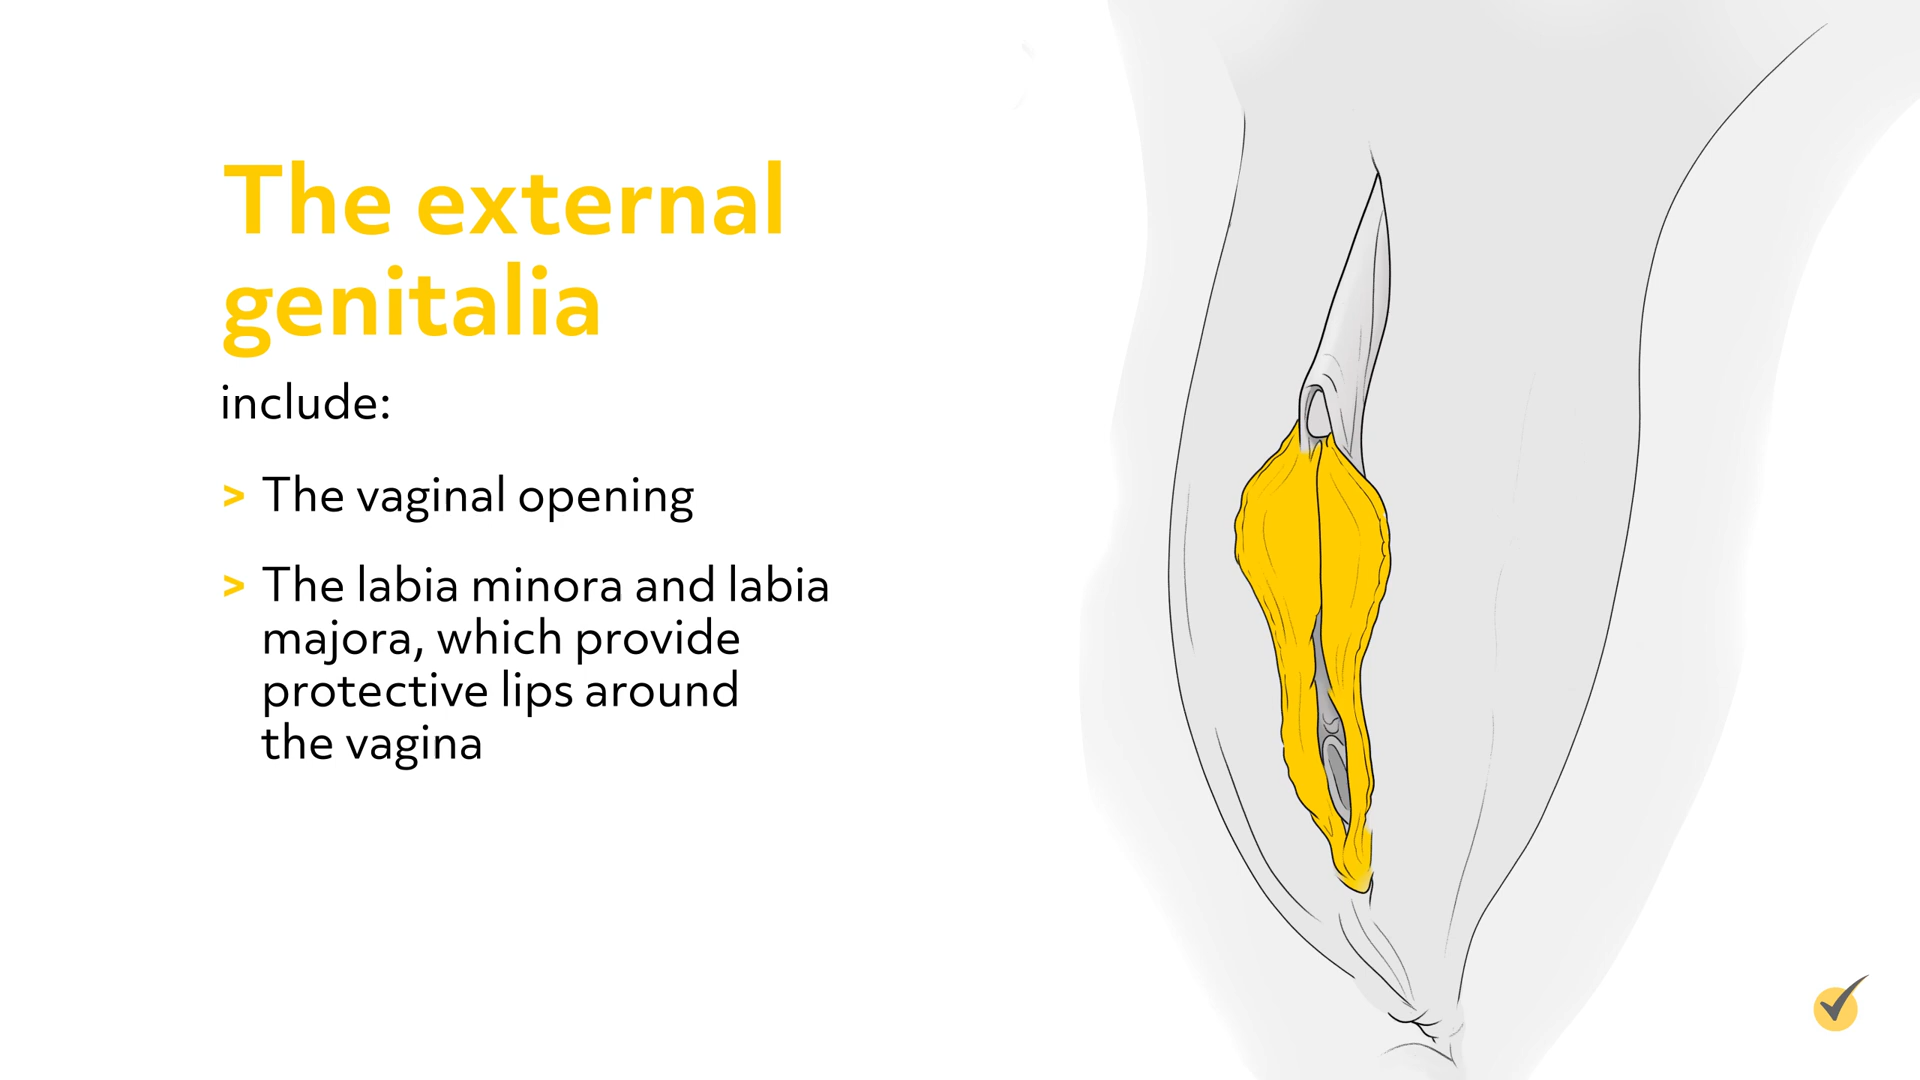 The external
genitalia
include:
> The vaginal opening
> The labia minora and labia
majora, which provide
protective lips around
the vagina